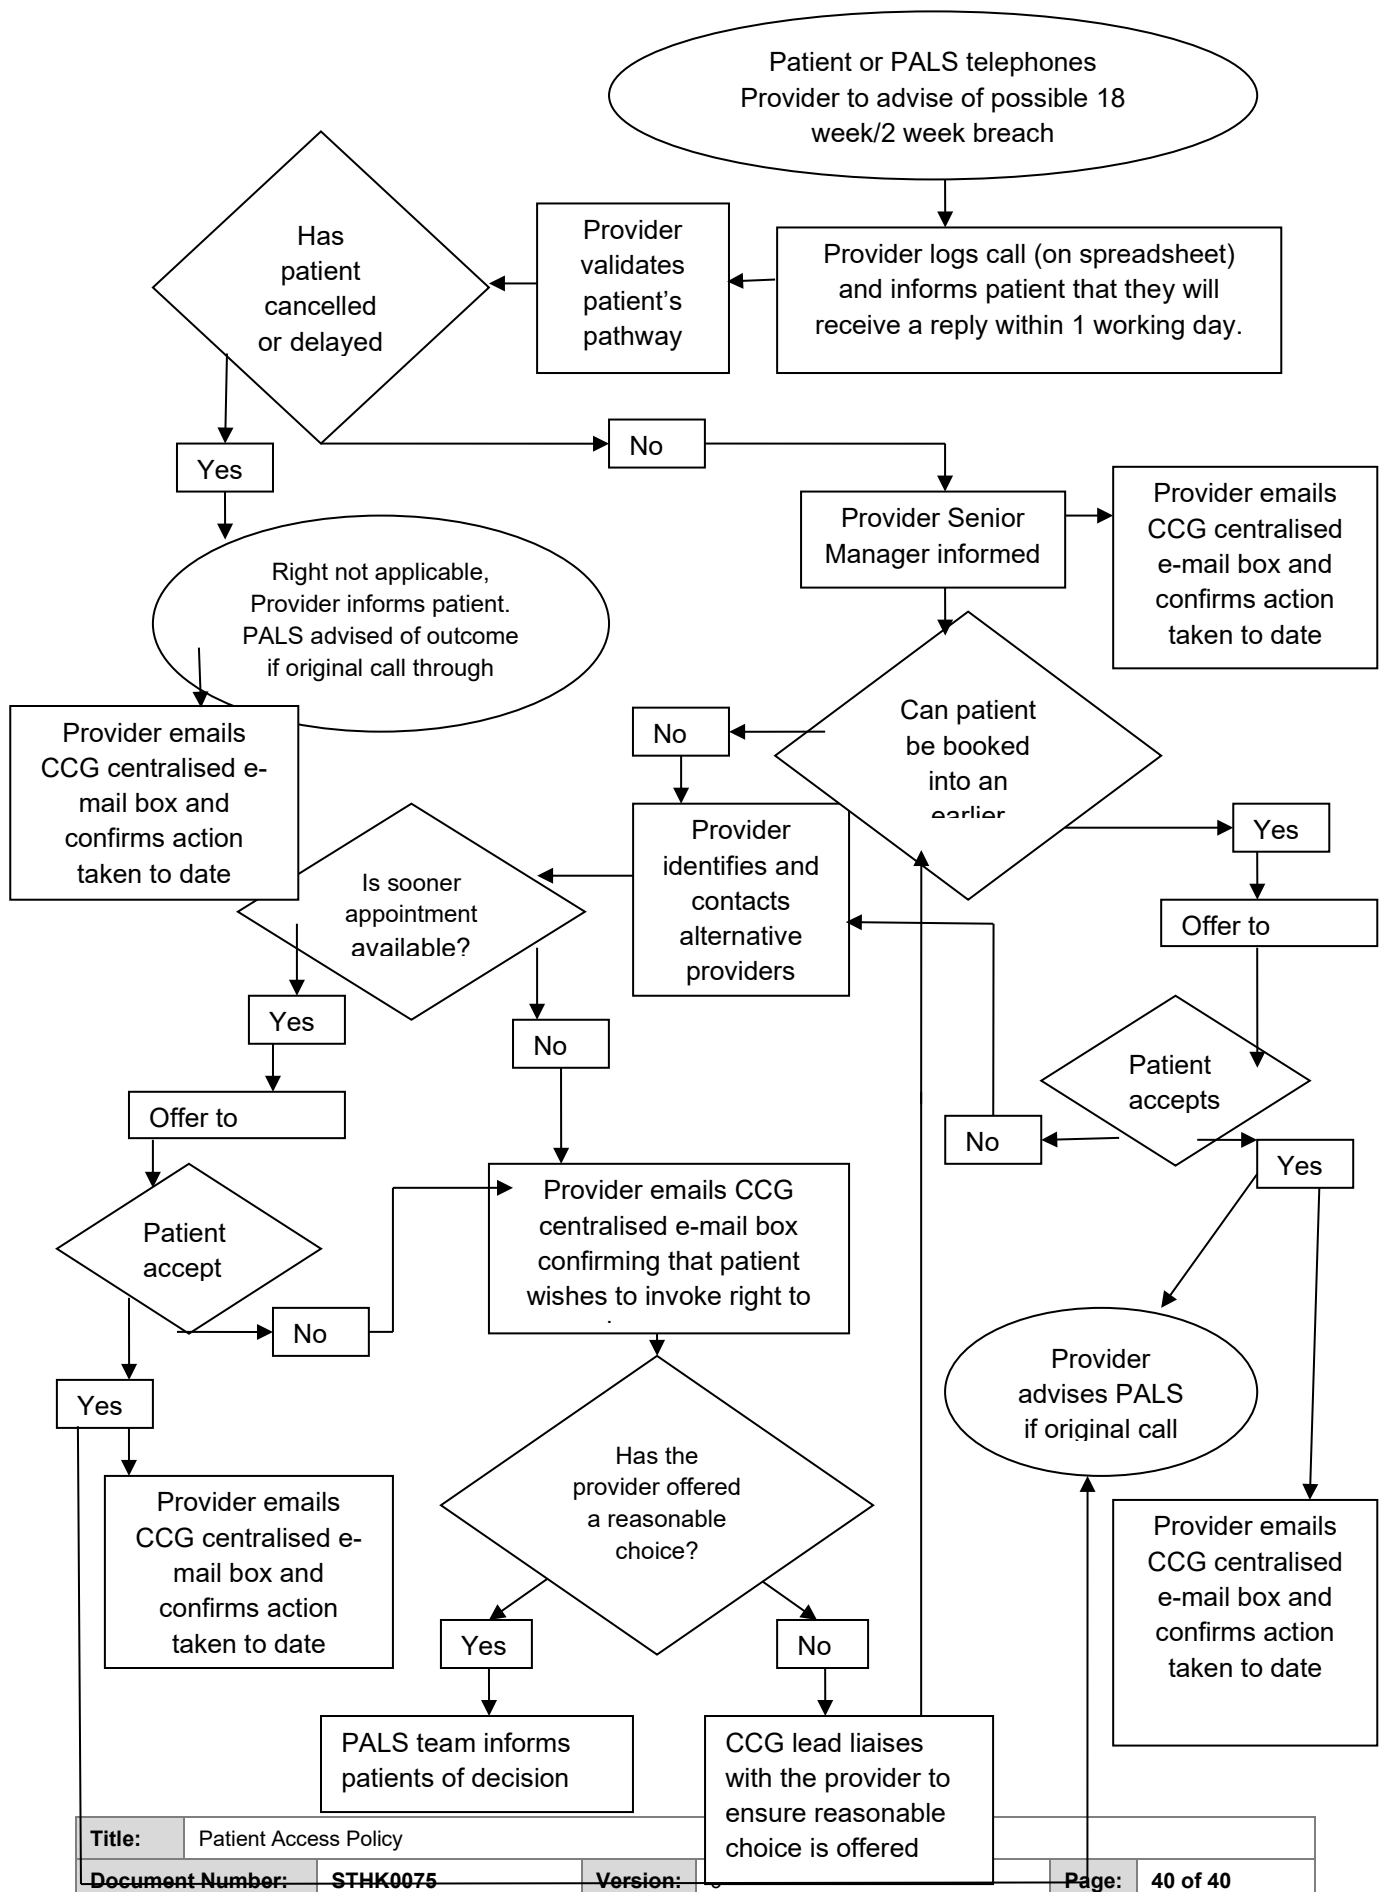 Patient or PALS telephones
Provider to advise of possible 18
week/2 week breach
Has
patient
cancelled
or delayed
Provider
validates
patient's
pathway
Provider logs call (on spreadsheet)
and informs patient that they will
receive a reply within 1 working day.
Yes
No
Provider Senior
Manager informed
Provider emails
CCG centralised
e-mail box and
confirms action
taken to date
Right not applicable,
Provider informs patient.
PALS advised of outcome
if original call through
Provider emails
CCG centralised e-
mail box and
confirms action
taken to date
No
Can patient
be booked
into an
earlier
Provider
identifies and
contacts
alternative
providers
Yes
Is sooner
appointment
available?
Offer to
Yes
No
Patient
accepts
Offer to
No
Yes
Patient
accept
Provider emails CCG
centralised e-mail box
confirming that patient
wishes to invoke right to
No
Yes
Provider
advises PALS
if original call
Has the
provider offered
a reasonable
choice?
Provider emails
CCG centralised e-
mail box and
confirms action
taken to date
Provider emails
CCG centralised
e-mail box and
confirms action
taken to date
Yes
No
PALS team informs
patients of decision
CCG lead liaises
with the provider to
ensure reasonable
choice is offered
Title: Patient Access Policy
Document Number: STHK0075 Version: Page: 40 of 40